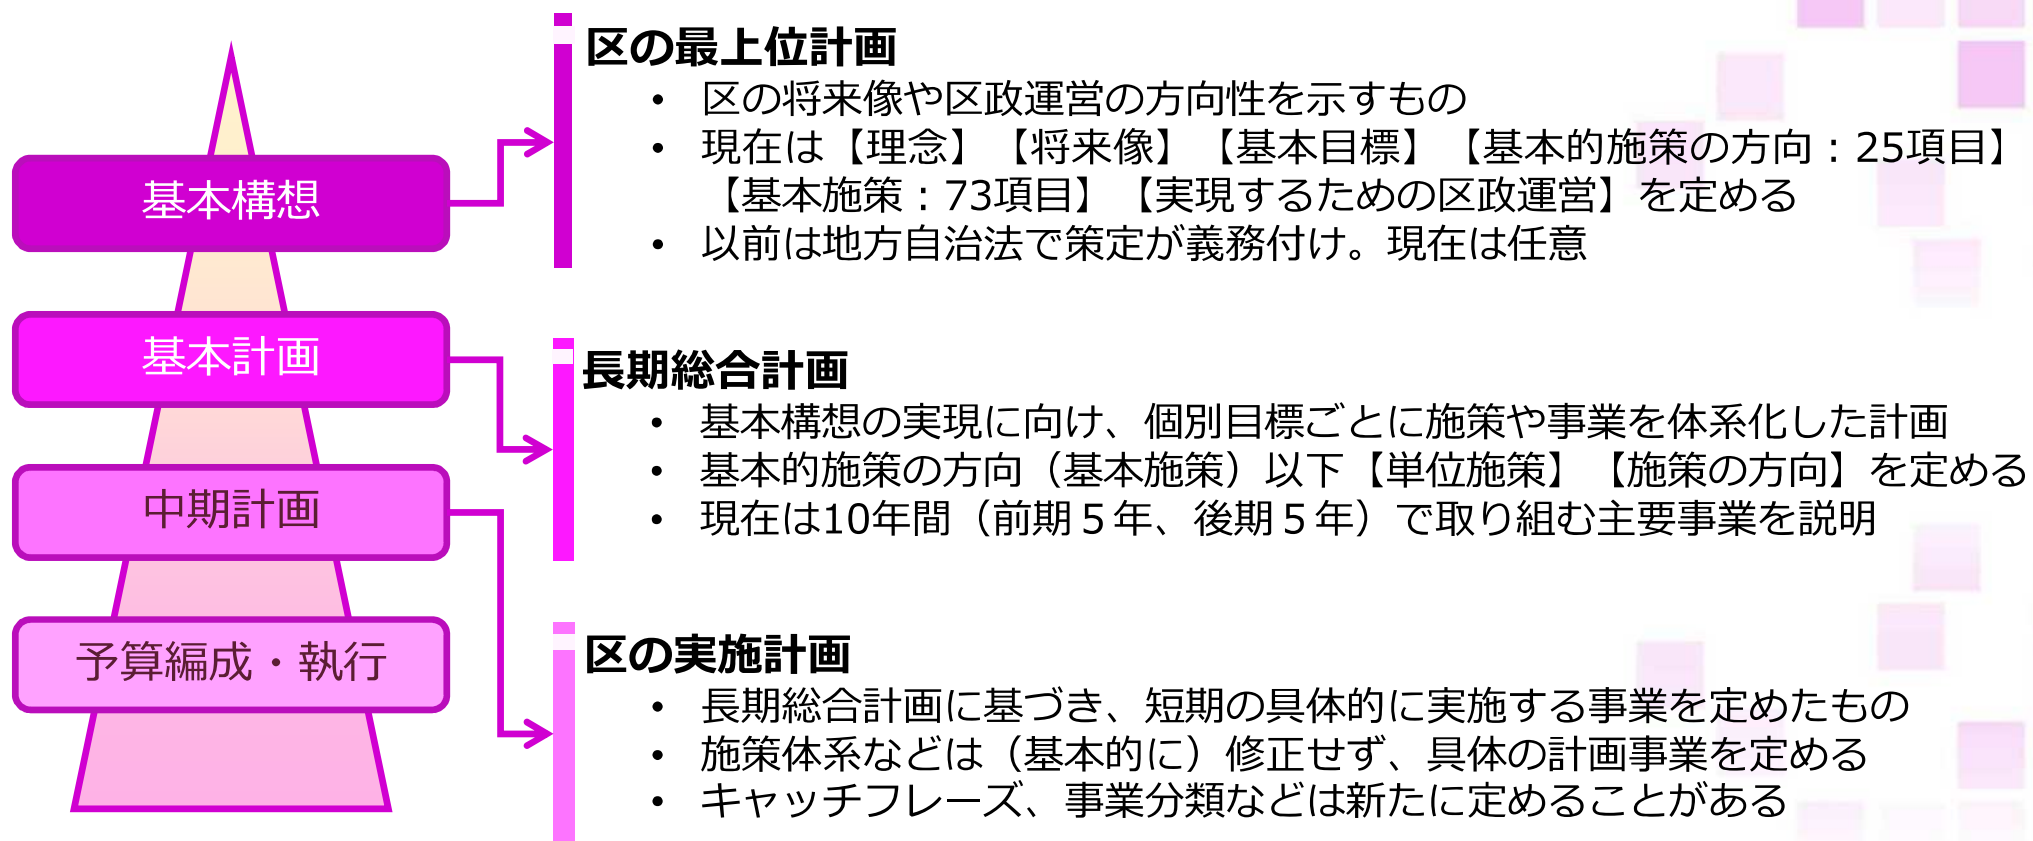 基本構想
基本計画
中期計画
予算編成・執行
区の最上位計画
• 区の将来像や区政運営の方向性を示すもの
• 現在は【理念】【将来像】【基本目標】【基本的施策の方向：25項目】
【基本施策：73項目】【実現するための区政運営】を定める
• 以前は地方自治法で策定が義務付け。現在は任意
長期総合計画
• 基本構想の実現に向け、個別目標ごとに施策や事業を体系化した計画
• 基本的施策の方向（基本施策）以下【単位施策】【施策の方向】を定める
• 現在は10年間（前期５年、後期５年）で取り組む主要事業を説明
区の実施計画
• 長期総合計画に基づき、短期の具体的に実施する事業を定めたもの
• 施策体系などは（基本的に）修正せず、具体の計画事業を定める
• キャッチフレーズ、事業分類などは新たに定めることがある